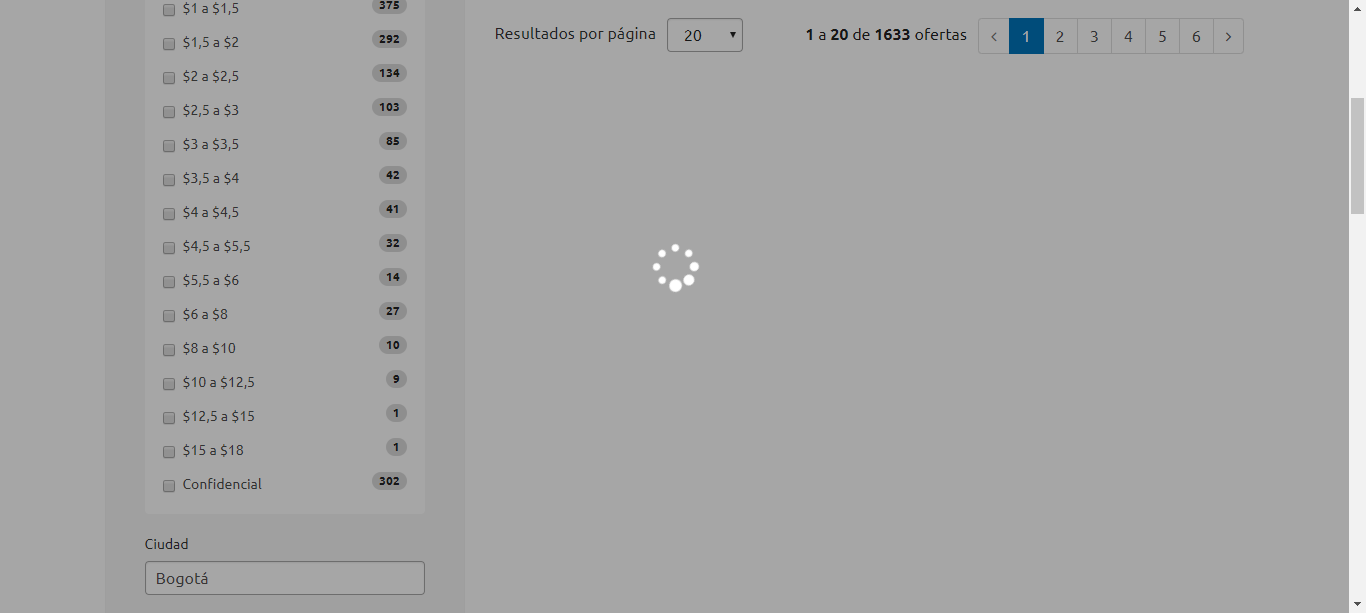 $1 a $1,5 375
$1,5 a $2 292
$2 a $2,5 134
$2,5 a $3 103
$3 a $3,5 85
$3,5 a $4 42
$4 a $4,5 41
$4,5 a $5,5 32
$5,5 a $6 14
$6 a $8 27
$8 a $10 10
$10 a $12,5 9
$12,5 a $15 1
$15 a $18 1
Confidencial 302
Ciudad
Bogotá
Resultados por página 20 1 a 20 de 1633 ofertas < 1 2 3 4 5 6 >